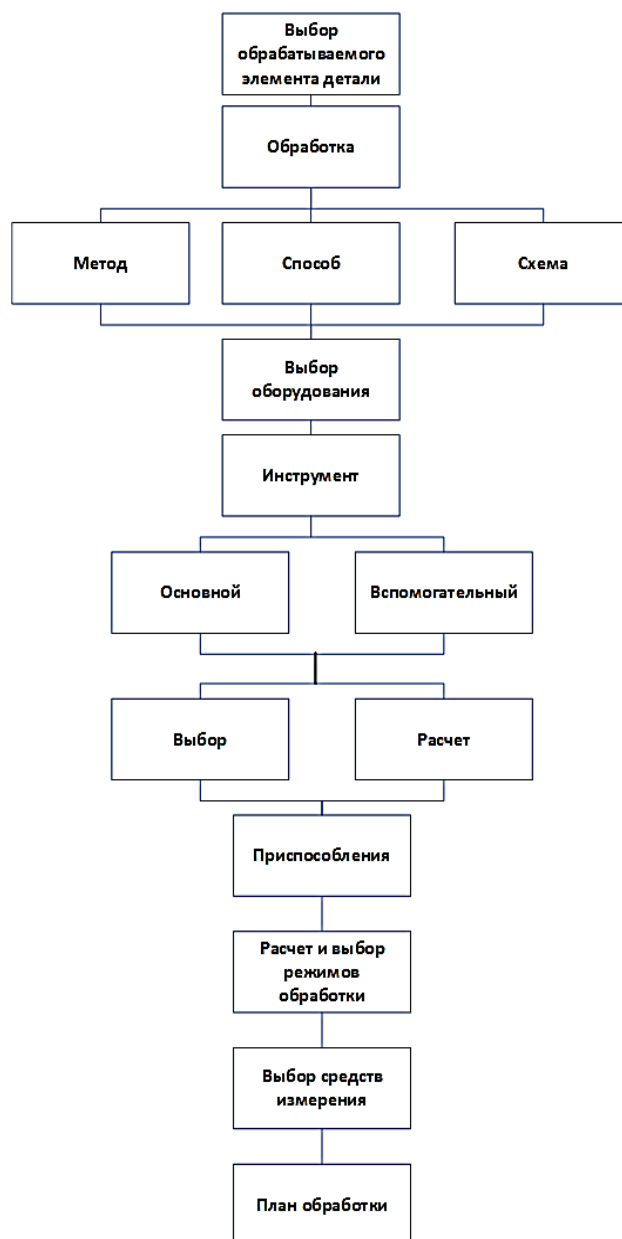 Выбор
обрабатываемого
элемента детали
Обработка
Метод
Способ
Схема
Выбор
оборудования
Инструмент
Основной
Вспомогательный
Выбор
Расчет
Приспособления
Расчет и выбор
режимов
обработки
Выбор средств
измерения
План обработки